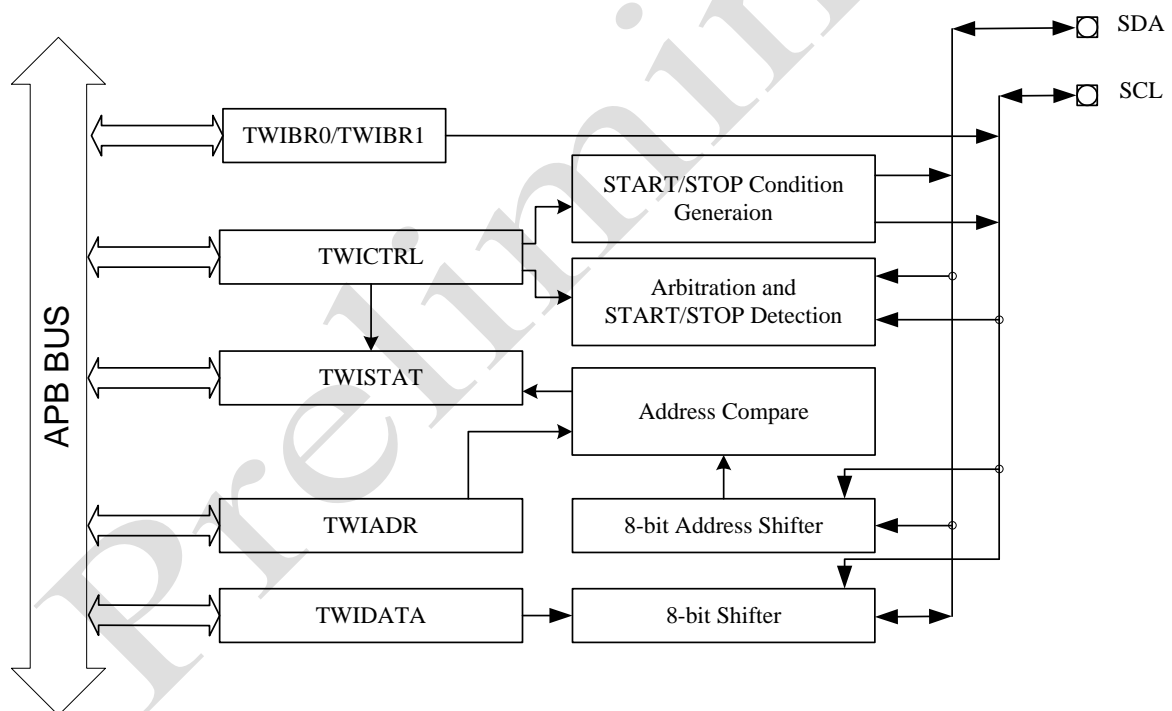 SDA
SCL
TWIBR0/TWIBR1
START/STOP Condition
Generaion
TWICTRL
Arbitration and
START/STOP Detection
APB BUS
TWISTAT
Address Compare
TWIADR
8-bit Address Shifter
TWIDATA
8-bit Shifter
Prelimin